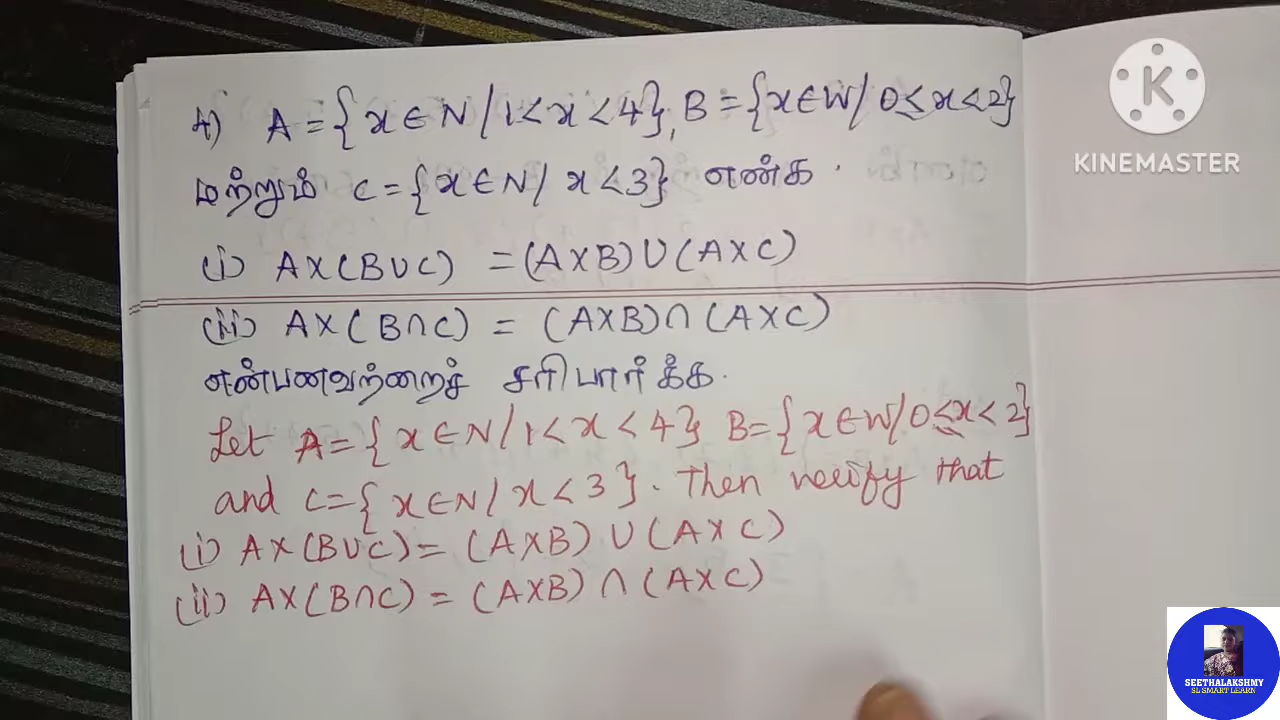 4) A = {x ∈ N / 1 < x < 4}, B = {x ∈ W / 0 ≤ x < 2}
மற்றும் C = {x ∈ N / x < 3} என்க.
(i) A X (B ∪ C) = (A X B) ∪ (A X C)
(ii) A X (B ∩ C) = (A X B) ∩ (A X C)
என்பனவற்றைச் சரிபார்க்க.
Let A = {x ∈ N / 1 < x < 4} B = {x ∈ W / 0 ≤ x < 2}
and C = {x ∈ N / x < 3}. Then verify that
(i) A X (B ∪ C) = (A X B) ∪ (A X C)
(ii) A X (B ∩ C) = (A X B) ∩ (A X C)
K
KINEMASTER
SEETHALAKSHMY
SL SMART LEARN